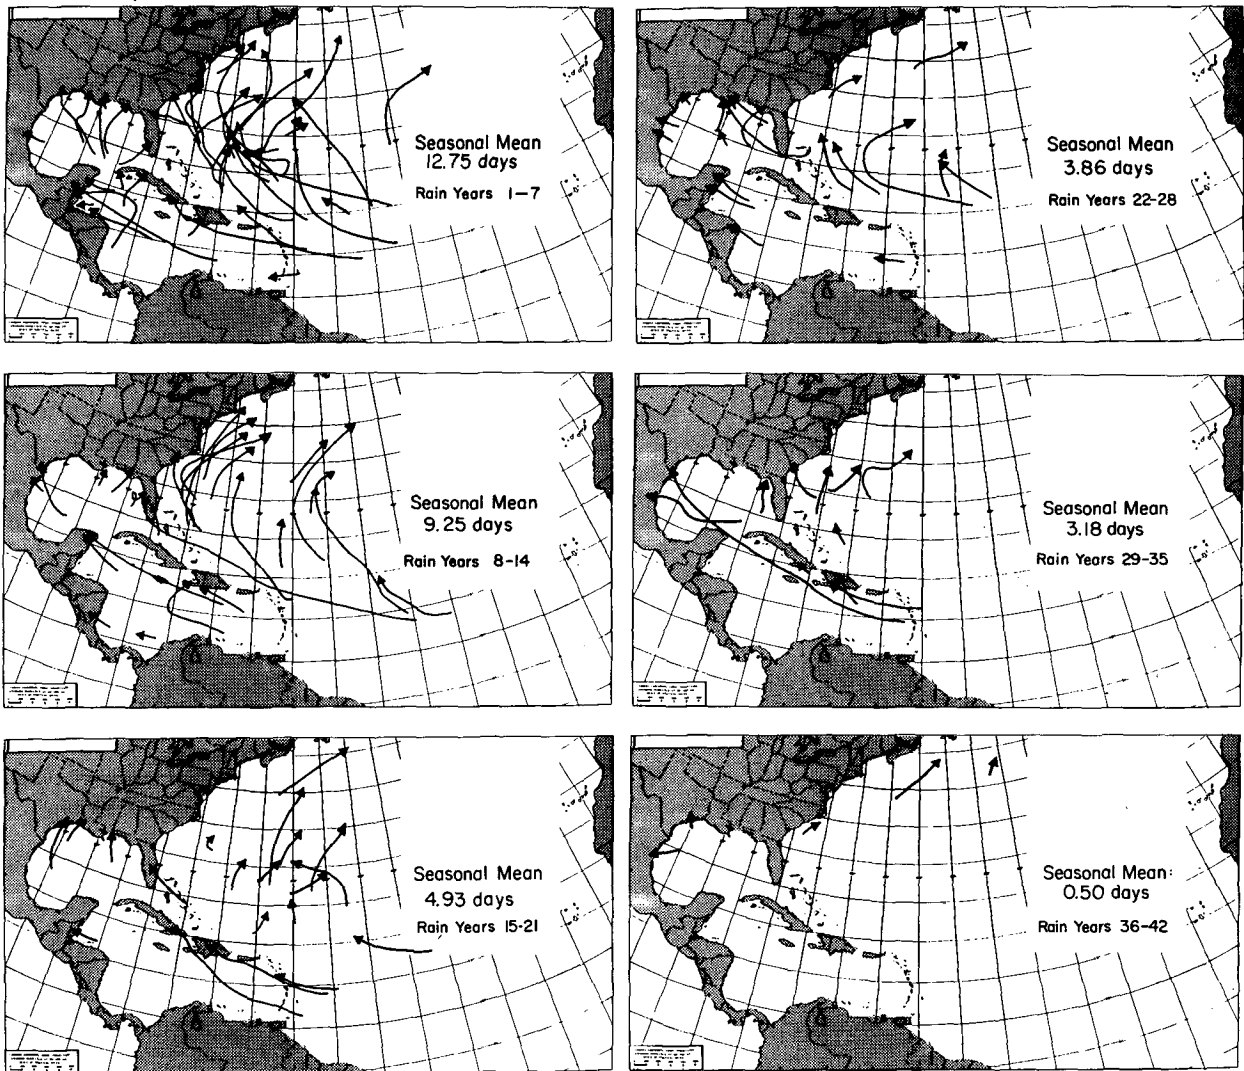 Seasonal Mean
12.75 days
Rain Years 1–7
Seasonal Mean
3.86 days
Rain Years 22-28
Seasonal Mean
9.25 days
Rain Years 8-14
Seasonal Mean
3.18 days
Rain Years 29-35
Seasonal Mean
4.93 days
Rain Years 15-21
Seasonal Mean:
0.50 days
Rain Years 36-42